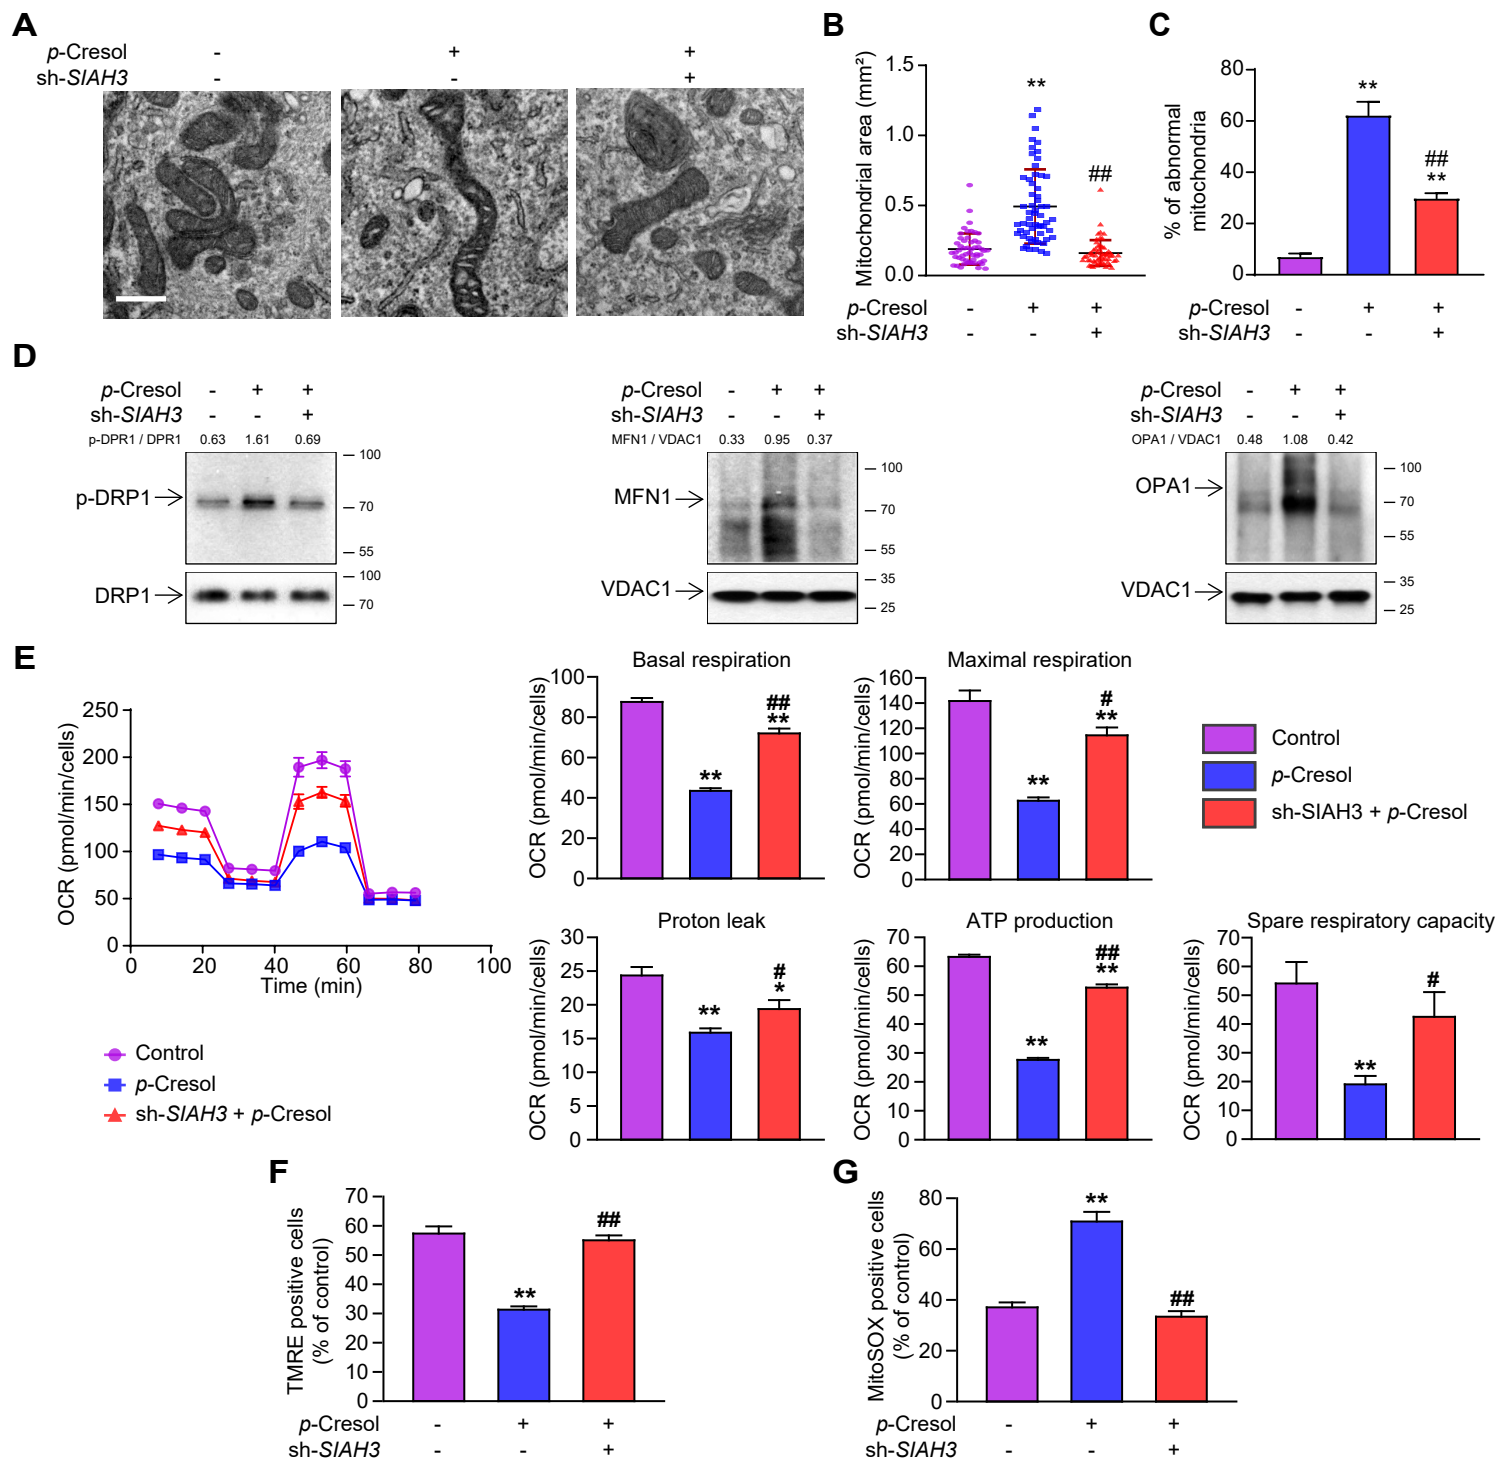 A
p-Cresol - + +
sh-SIAH3 - - +
B
Mitochondrial area (mm²)
1.5
1.0
0.5
0.0
**
##
p-Cresol - + +
sh-SIAH3 - - +
C
% of abnormal
mitochondria
80
60
40
20
0
**
##
**
p-Cresol - + +
sh-SIAH3 - - +
D
p-Cresol - + +
sh-SIAH3 - - +
p-DPR1 / DPR1 0.63 1.61 0.69
p-DRP1
100
70
55
DRP1
100
70
p-Cresol - + +
sh-SIAH3 - - +
MFN1 / VDAC1 0.33 0.95 0.37
MFN1
100
70
55
VDAC1
35
25
p-Cresol - + +
sh-SIAH3 - - +
OPA1 / VDAC1 0.48 1.08 0.42
OPA1
100
70
55
VDAC1
35
25
E
OCR (pmol/min/cells)
250
200
150
100
50
0
0 20 40 60 80 100
Time (min)
Control
p-Cresol
sh-SIAH3 + p-Cresol
Basal respiration
OCR (pmol/min/cells)
100
80
60
40
20
0
**
##
**
Maximal respiration
OCR (pmol/min/cells)
160
140
120
100
80
60
40
20
0
**
#
**
Control
p-Cresol
sh-SIAH3 + p-Cresol
Proton leak
OCR (pmol/min/cells)
30
25
20
15
10
5
0
**
#
*
ATP production
OCR (pmol/min/cells)
70
60
50
40
30
20
10
0
**
##
**
Spare respiratory capacity
OCR (pmol/min/cells)
70
60
50
40
30
20
10
0
**
#
F
TMRE positive cells
(% of control)
70
60
50
40
30
20
10
0
**
##
p-Cresol - + +
sh-SIAH3 - - +
G
MitoSOX positive cells
(% of control)
80
60
40
20
0
**
##
p-Cresol - + +
sh-SIAH3 - - +